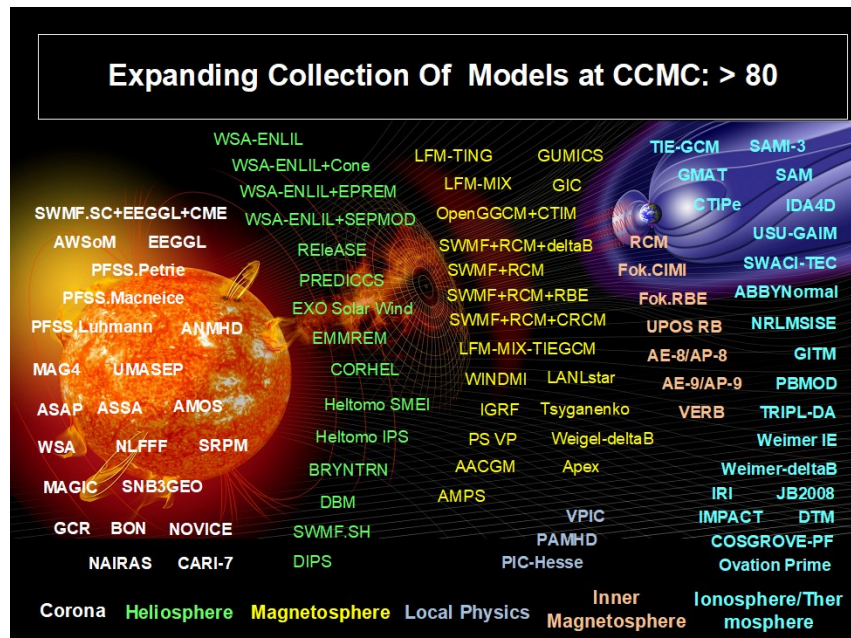 Expanding Collection Of Models at CCMC: > 80
SWMF.SC+EEGGL+CME
AWSoM EEGGL
PFSS.Petrie
PFSS.Macneice
PFSS.Luhmann ANMHD
MAG4 UMASEP
ASAP ASSA AMOS
WSA NLFFF SRPM
MAGIC SNB3GEO
GCR BON NOVICE
NAIRAS CARI-7
WSA-ENLIL
WSA-ENLIL+Cone
WSA-ENLIL+EPREM
WSA-ENLIL+SEPMOD
REleASE
PREDICCS
EXO Solar Wind
EMMREM
CORHEL
Heltomo SMEI
Heltomo IPS
BRYNTRN
DBM
SWMF.SH
DIPS
LFM-TING GUMICS
LFM-MIX GIC
OpenGGCM+CTIM
SWMF+RCM+deltaB
SWMF+RCM
SWMF+RCM+RBE
SWMF+RCM+CRCM
LFM-MIX-TIEGCM
WINDMI LANLstar
IGRF Tsyganenko
PS VP Weigel-deltaB
AACGM Apex
AMPS
VPIC
PAMHD
PIC-Hesse
RCM
Fok.CIMI
Fok.RBE
UPOS RB
AE-8/AP-8
AE-9/AP-9
VERB
TIE-GCM SAMI-3
GMAT SAM
CTIPe IDA4D
USU-GAIM
SWACI-TEC
ABBYNormal
NRLMSISE
GITM
PBMOD
TRIPL-DA
Weimer IE
Weimer-deltaB
IRI JB2008
IMPACT DTM
COSGROVE-PF
Ovation Prime
Corona Heliosphere Magnetosphere Local Physics
Inner
Magnetosphere
Ionosphere/Ther
mosphere